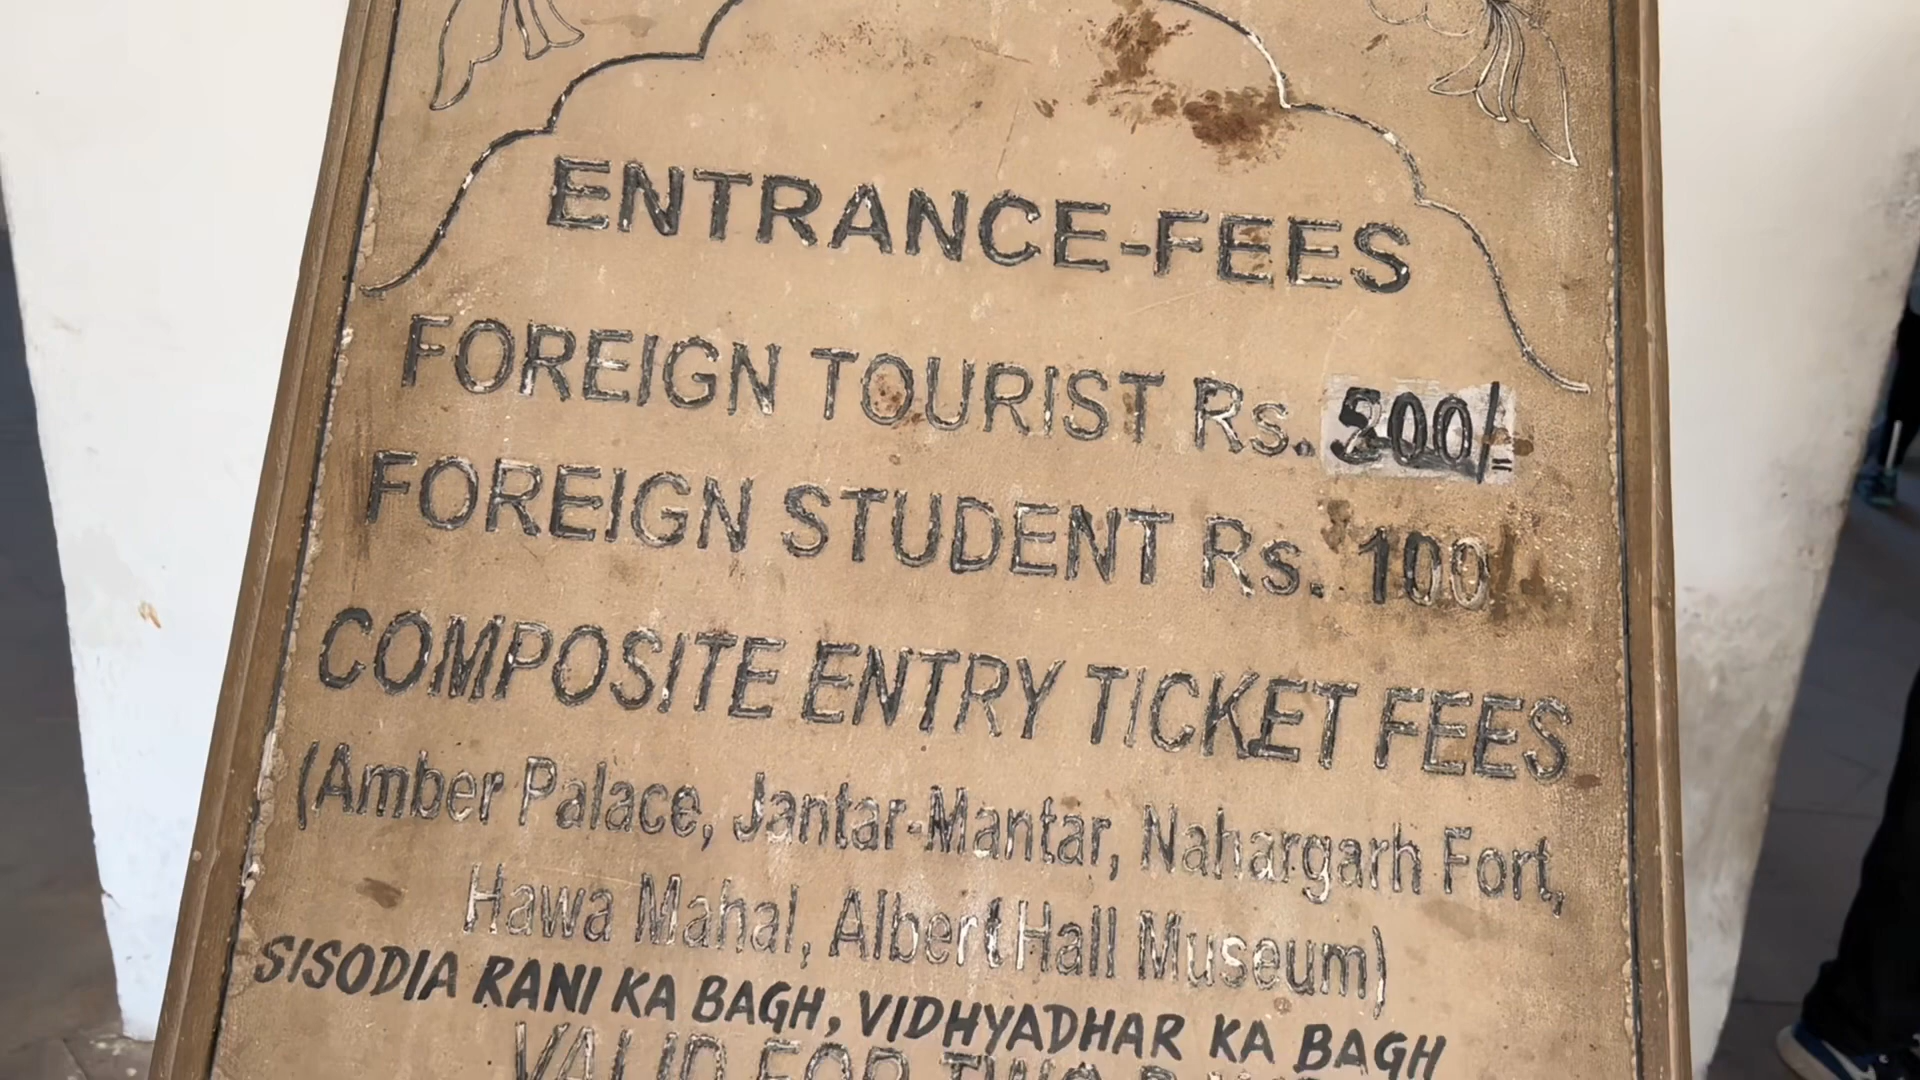 ENTRANCE-FEES
FOREIGN TOURIST Rs. 500/=
FOREIGN STUDENT Rs. 100/-
COMPOSITE ENTRY TICKET FEES
(Amber Palace, Jantar-Mantar, Nahargarh Fort,
Hawa Mahal, Albert Hall Museum)
SISODIA RANI KA BAGH, VIDHYADHAR KA BAGH
VALID FOR TWO DAYS